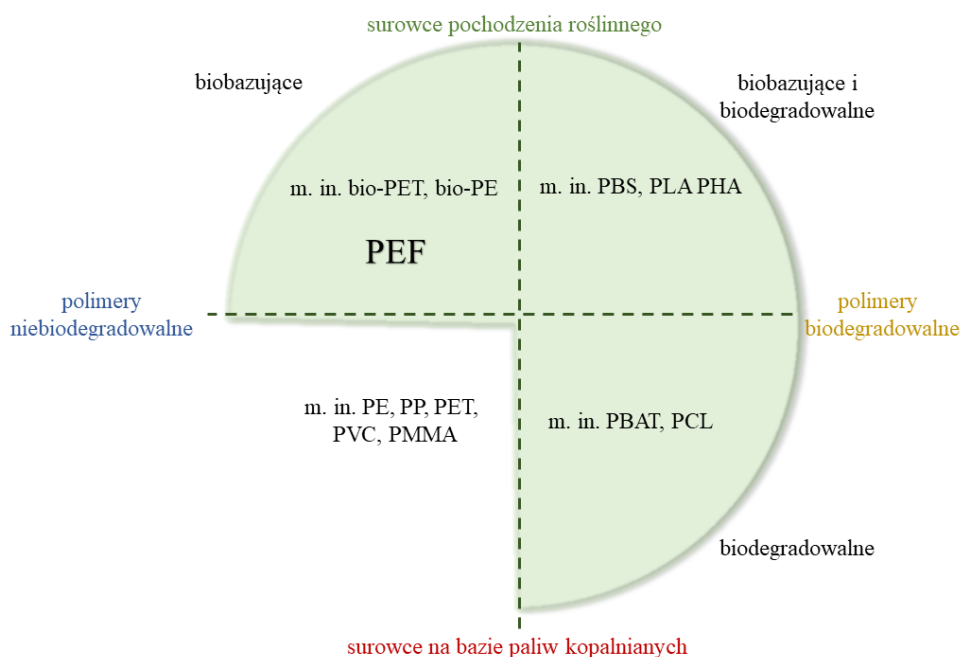 surowce pochodzenia roślinnego
biobazujące
biobazujące i
biodegradowalne
m. in. bio-PET, bio-PE
m. in. PBS, PLA PHA
PEF
polimery
niebiodegradowalne
polimery
biodegradowalne
m. in. PE, PP, PET,
PVC, PMMA
m. in. PBAT, PCL
biodegradowalne
surowce na bazie paliw kopalnianych